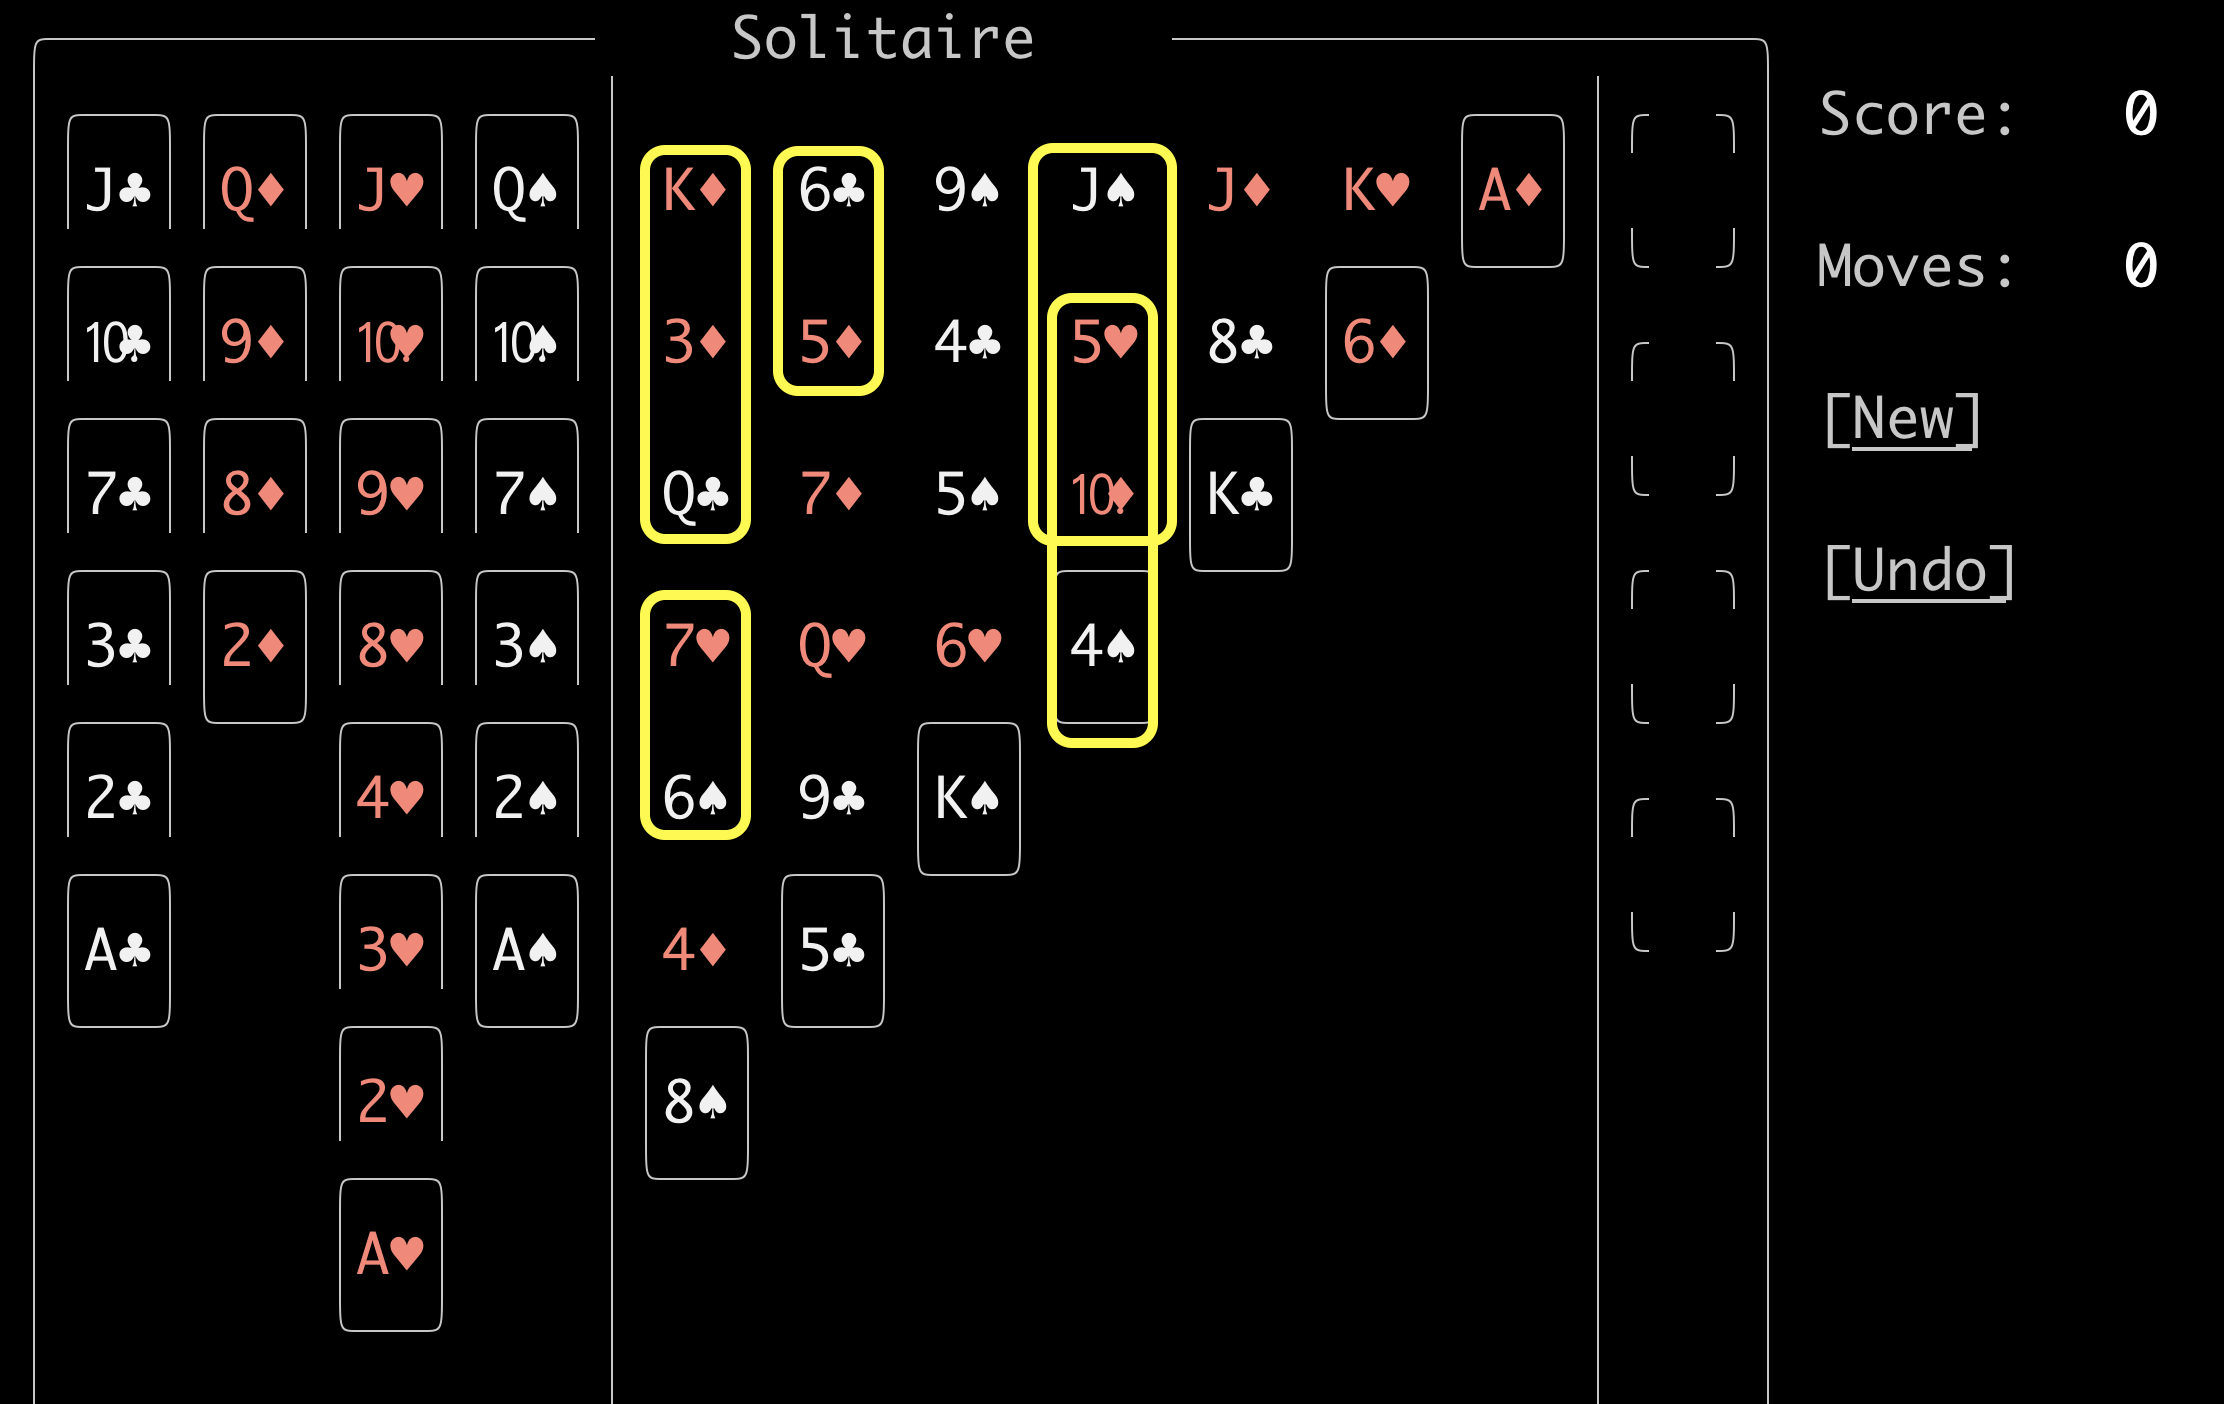 Solitaire
J♣ Q♦ J♥ Q♠ K♦ 6♣ 9♠ J♠ J♦ K♥ A♦ Score: 0
10♣ 9♦ 10♥ 10♠ 3♦ 5♦ 4♣ 5♥ 8♣ 6♦ Moves: 0
7♣ 8♦ 9♥ 7♠ Q♣ 7♦ 5♠ 10♦ K♣ [New]
3♣ 2♦ 8♥ 3♠ 7♥ Q♥ 6♥ 4♠ [Undo]
2♣ 4♥ 2♠ 6♠ 9♣ K♠
A♣ 3♥ A♠ 4♦ 5♣
2♥ 8♠
A♥